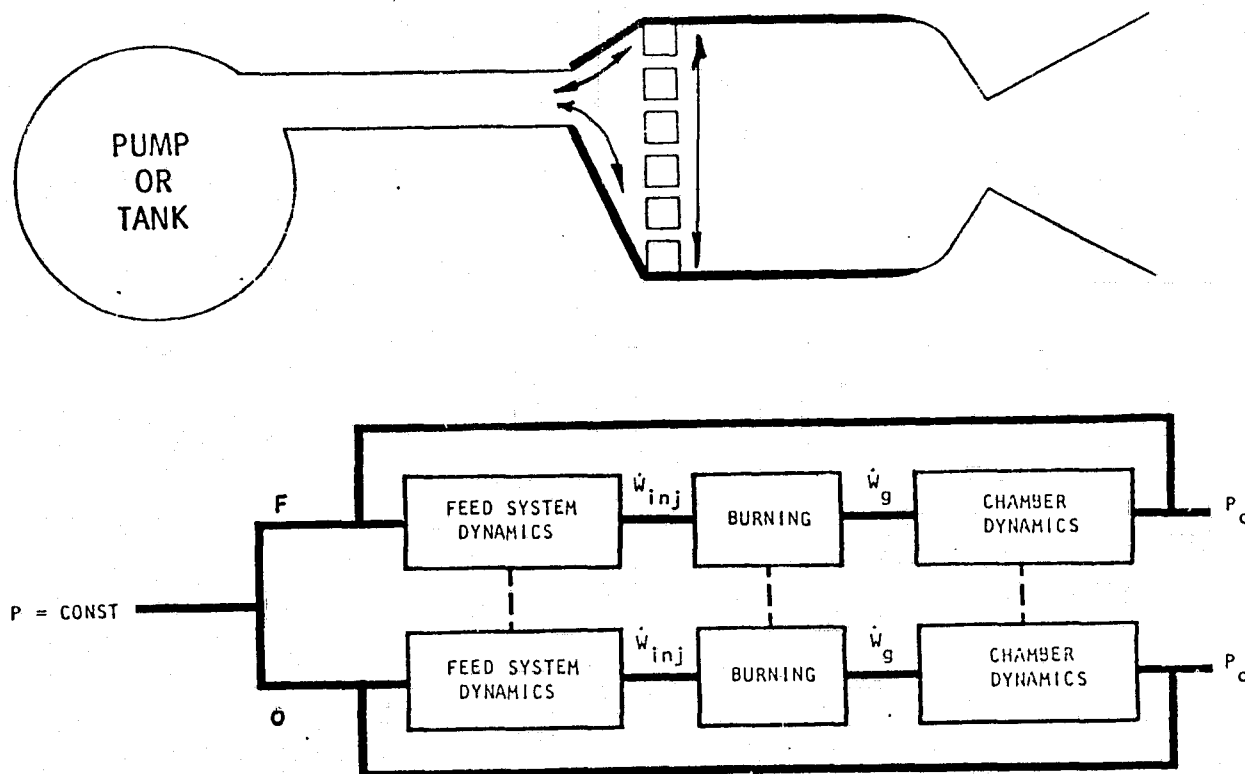 PUMP
OR
TANK
F
FEED SYSTEM
DYNAMICS
Ẇinj
BURNING
Ẇg
CHAMBER
DYNAMICS
Pc
P = CONST
FEED SYSTEM
DYNAMICS
Ẇinj
BURNING
Ẇg
CHAMBER
DYNAMICS
Pc
O